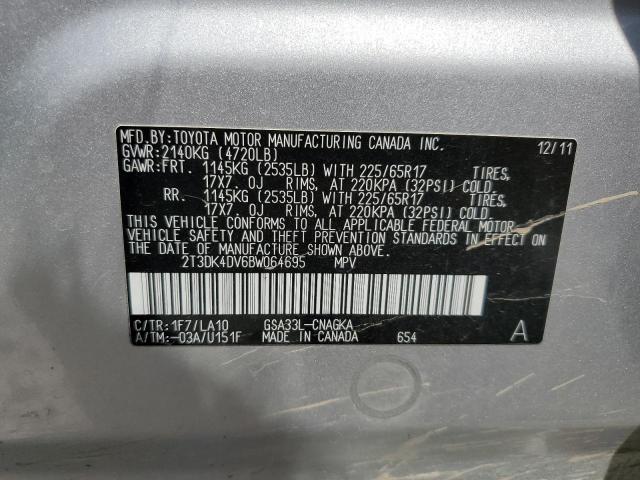 MFD.BY:TOYOTA MOTOR MANUFACTURING CANADA INC. 12/11
GVWR:2140KG (4720LB)
GAWR:FRT. 1145KG (2535LB) WITH 225/65R17 TIRES,
17X7. 0J RIMS, AT 220KPA (32PSI) COLD.
RR. 1145KG (2535LB) WITH 225/65R17 TIRES,
17X7. 0J RIMS, AT 220KPA (32PSI) COLD.
THIS VEHICLE CONFORMS TO ALL APPLICABLE FEDERAL MOTOR
VEHICLE SAFETY AND THEFT PREVENTION STANDARDS IN EFFECT
ON THE DATE OF MANUFACTURE SHOWN ABOVE.
2T3DK4DV6BW064695 MPV
C/TR:1F7/LA10 GSA33L-CNAGKA
A/TM:-03A/U151F MADE IN CANADA 654 A